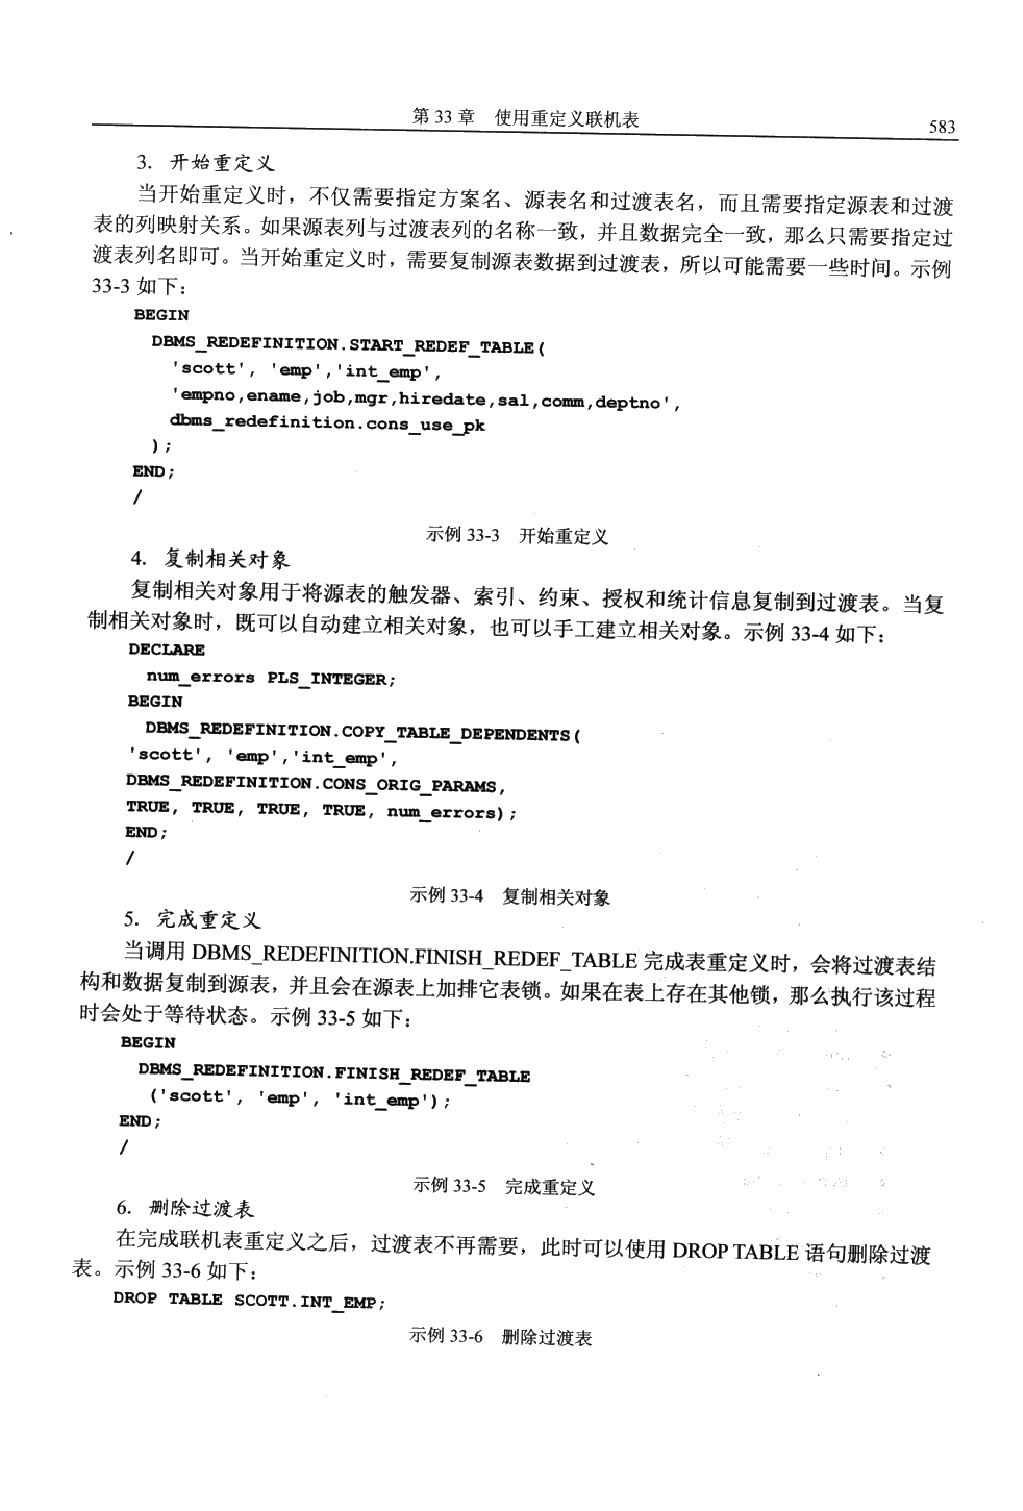 第 33 章　使用重定义联机表
583
3．开始重定义
当开始重定义时，不仅需要指定方案名、源表名和过渡表名，而且需要指定源表和过渡
表的列映射关系。如果源表列与过渡表列的名称一致，并且数据完全一致，那么只需要指定过
渡表列名即可。当开始重定义时，需要复制源表数据到过渡表，所以可能需要一些时间。示例
33-3 如下：
BEGIN
DBMS_REDEFINITION.START_REDEF_TABLE(
'scott', 'emp','int_emp',
'empno,ename,job,mgr,hiredate,sal,comm,deptno',
dbms_redefinition.cons_use_pk
);
END;
/
示例 33-3　开始重定义
4．复制相关对象
复制相关对象用于将源表的触发器、索引、约束、授权和统计信息复制到过渡表。当复
制相关对象时，既可以自动建立相关对象，也可以手工建立相关对象。示例 33-4 如下：
DECLARE
num_errors PLS_INTEGER;
BEGIN
DBMS_REDEFINITION.COPY_TABLE_DEPENDENTS(
'scott', 'emp','int_emp',
DBMS_REDEFINITION.CONS_ORIG_PARAMS,
TRUE, TRUE, TRUE, TRUE, num_errors);
END;
/
示例 33-4　复制相关对象
5．完成重定义
当调用 DBMS_REDEFINITION.FINISH_REDEF_TABLE 完成表重定义时，会将过渡表结
构和数据复制到源表，并且会在源表上加排它表锁。如果在表上存在其他锁，那么执行该过程
时会处于等待状态。示例 33-5 如下：
BEGIN
DBMS_REDEFINITION.FINISH_REDEF_TABLE
('scott', 'emp', 'int_emp');
END;
/
示例 33-5　完成重定义
6．删除过渡表
在完成联机表重定义之后，过渡表不再需要，此时可以使用 DROP TABLE 语句删除过渡
表。示例 33-6 如下：
DROP TABLE SCOTT.INT_EMP;
示例 33-6　删除过渡表